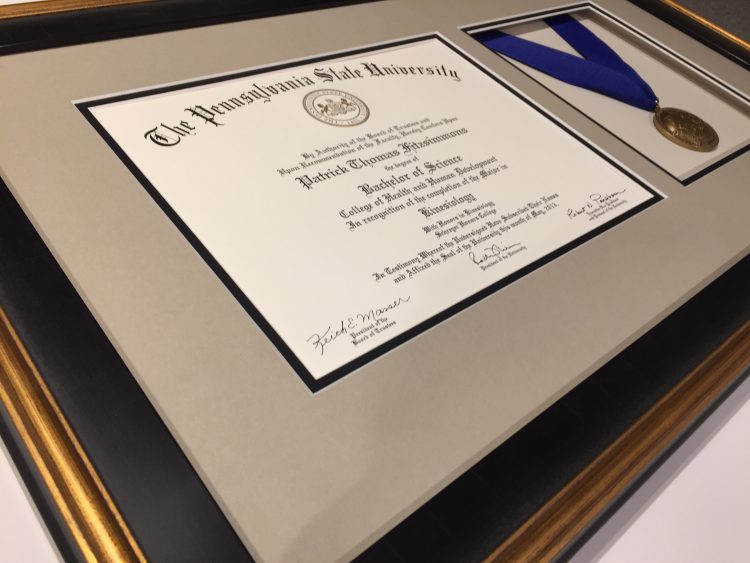 The Pennsylvania State University
By Authority of the Board of Trustees and
Upon Recommendation of the Faculty, Hereby Confers Upon
Patrick Thomas Fitzsimmons
the degree of
Bachelor of Science
College of Health and Human Development
In recognition of the completion of the Major in
Kinesiology
With Honors in Kinesiology
Schreyer Honors College
In Testimony Whereof the Undersigned Have Subscribed Their Names
and Affixed the Seal of the University this month of May, 2013.
Keith E. Masser
President of the
Board of Trustees
President of the University